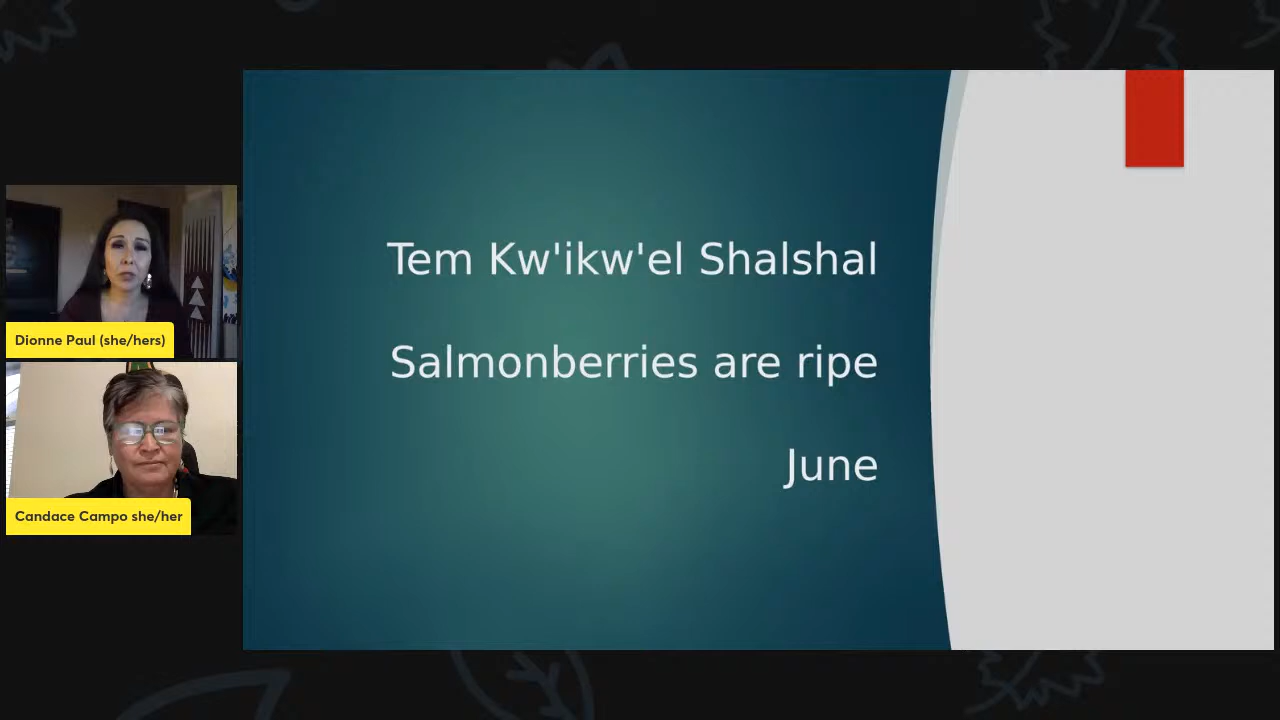 Tem Kw'ikw'el Shalshal
Salmonberries are ripe
June
Dionne Paul (she/hers)
Candace Campo she/her